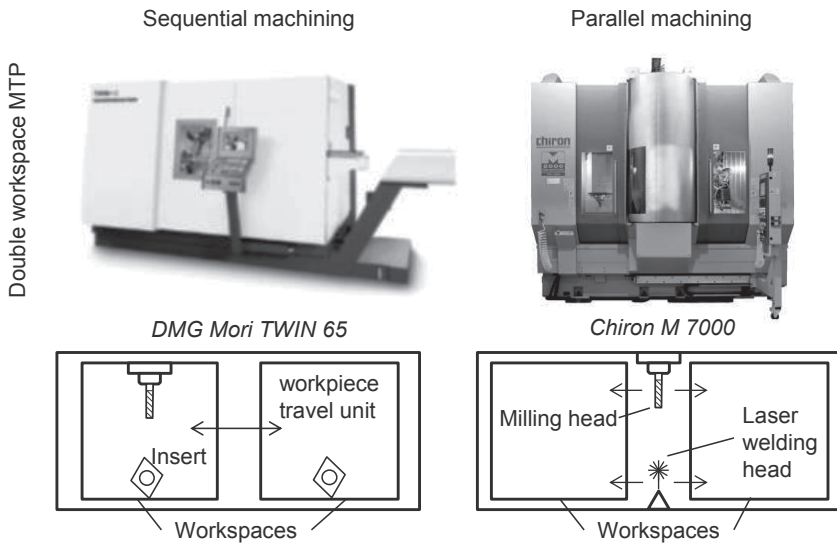 Sequential machining
Parallel machining
Double workspace MTP
chiron
DMG Mori TWIN 65
Chiron M 7000
workpiece
travel unit
Insert
Workspaces
Milling head
Laser
welding
head
Workspaces